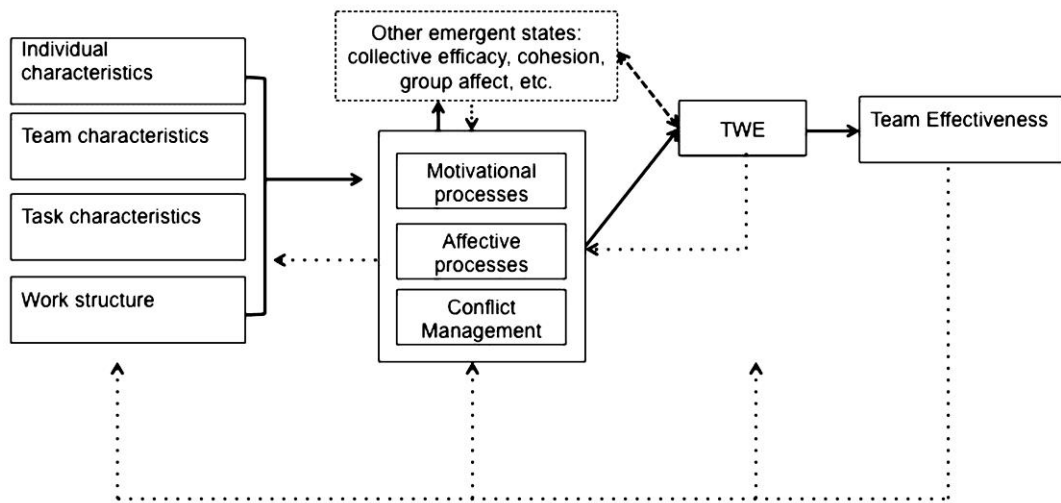 Individual
characteristics
Team characteristics
Task characteristics
Work structure
Other emergent states:
collective efficacy, cohesion,
group affect, etc.
Motivational
processes
Affective
processes
Conflict
Management
TWE
Team Effectiveness